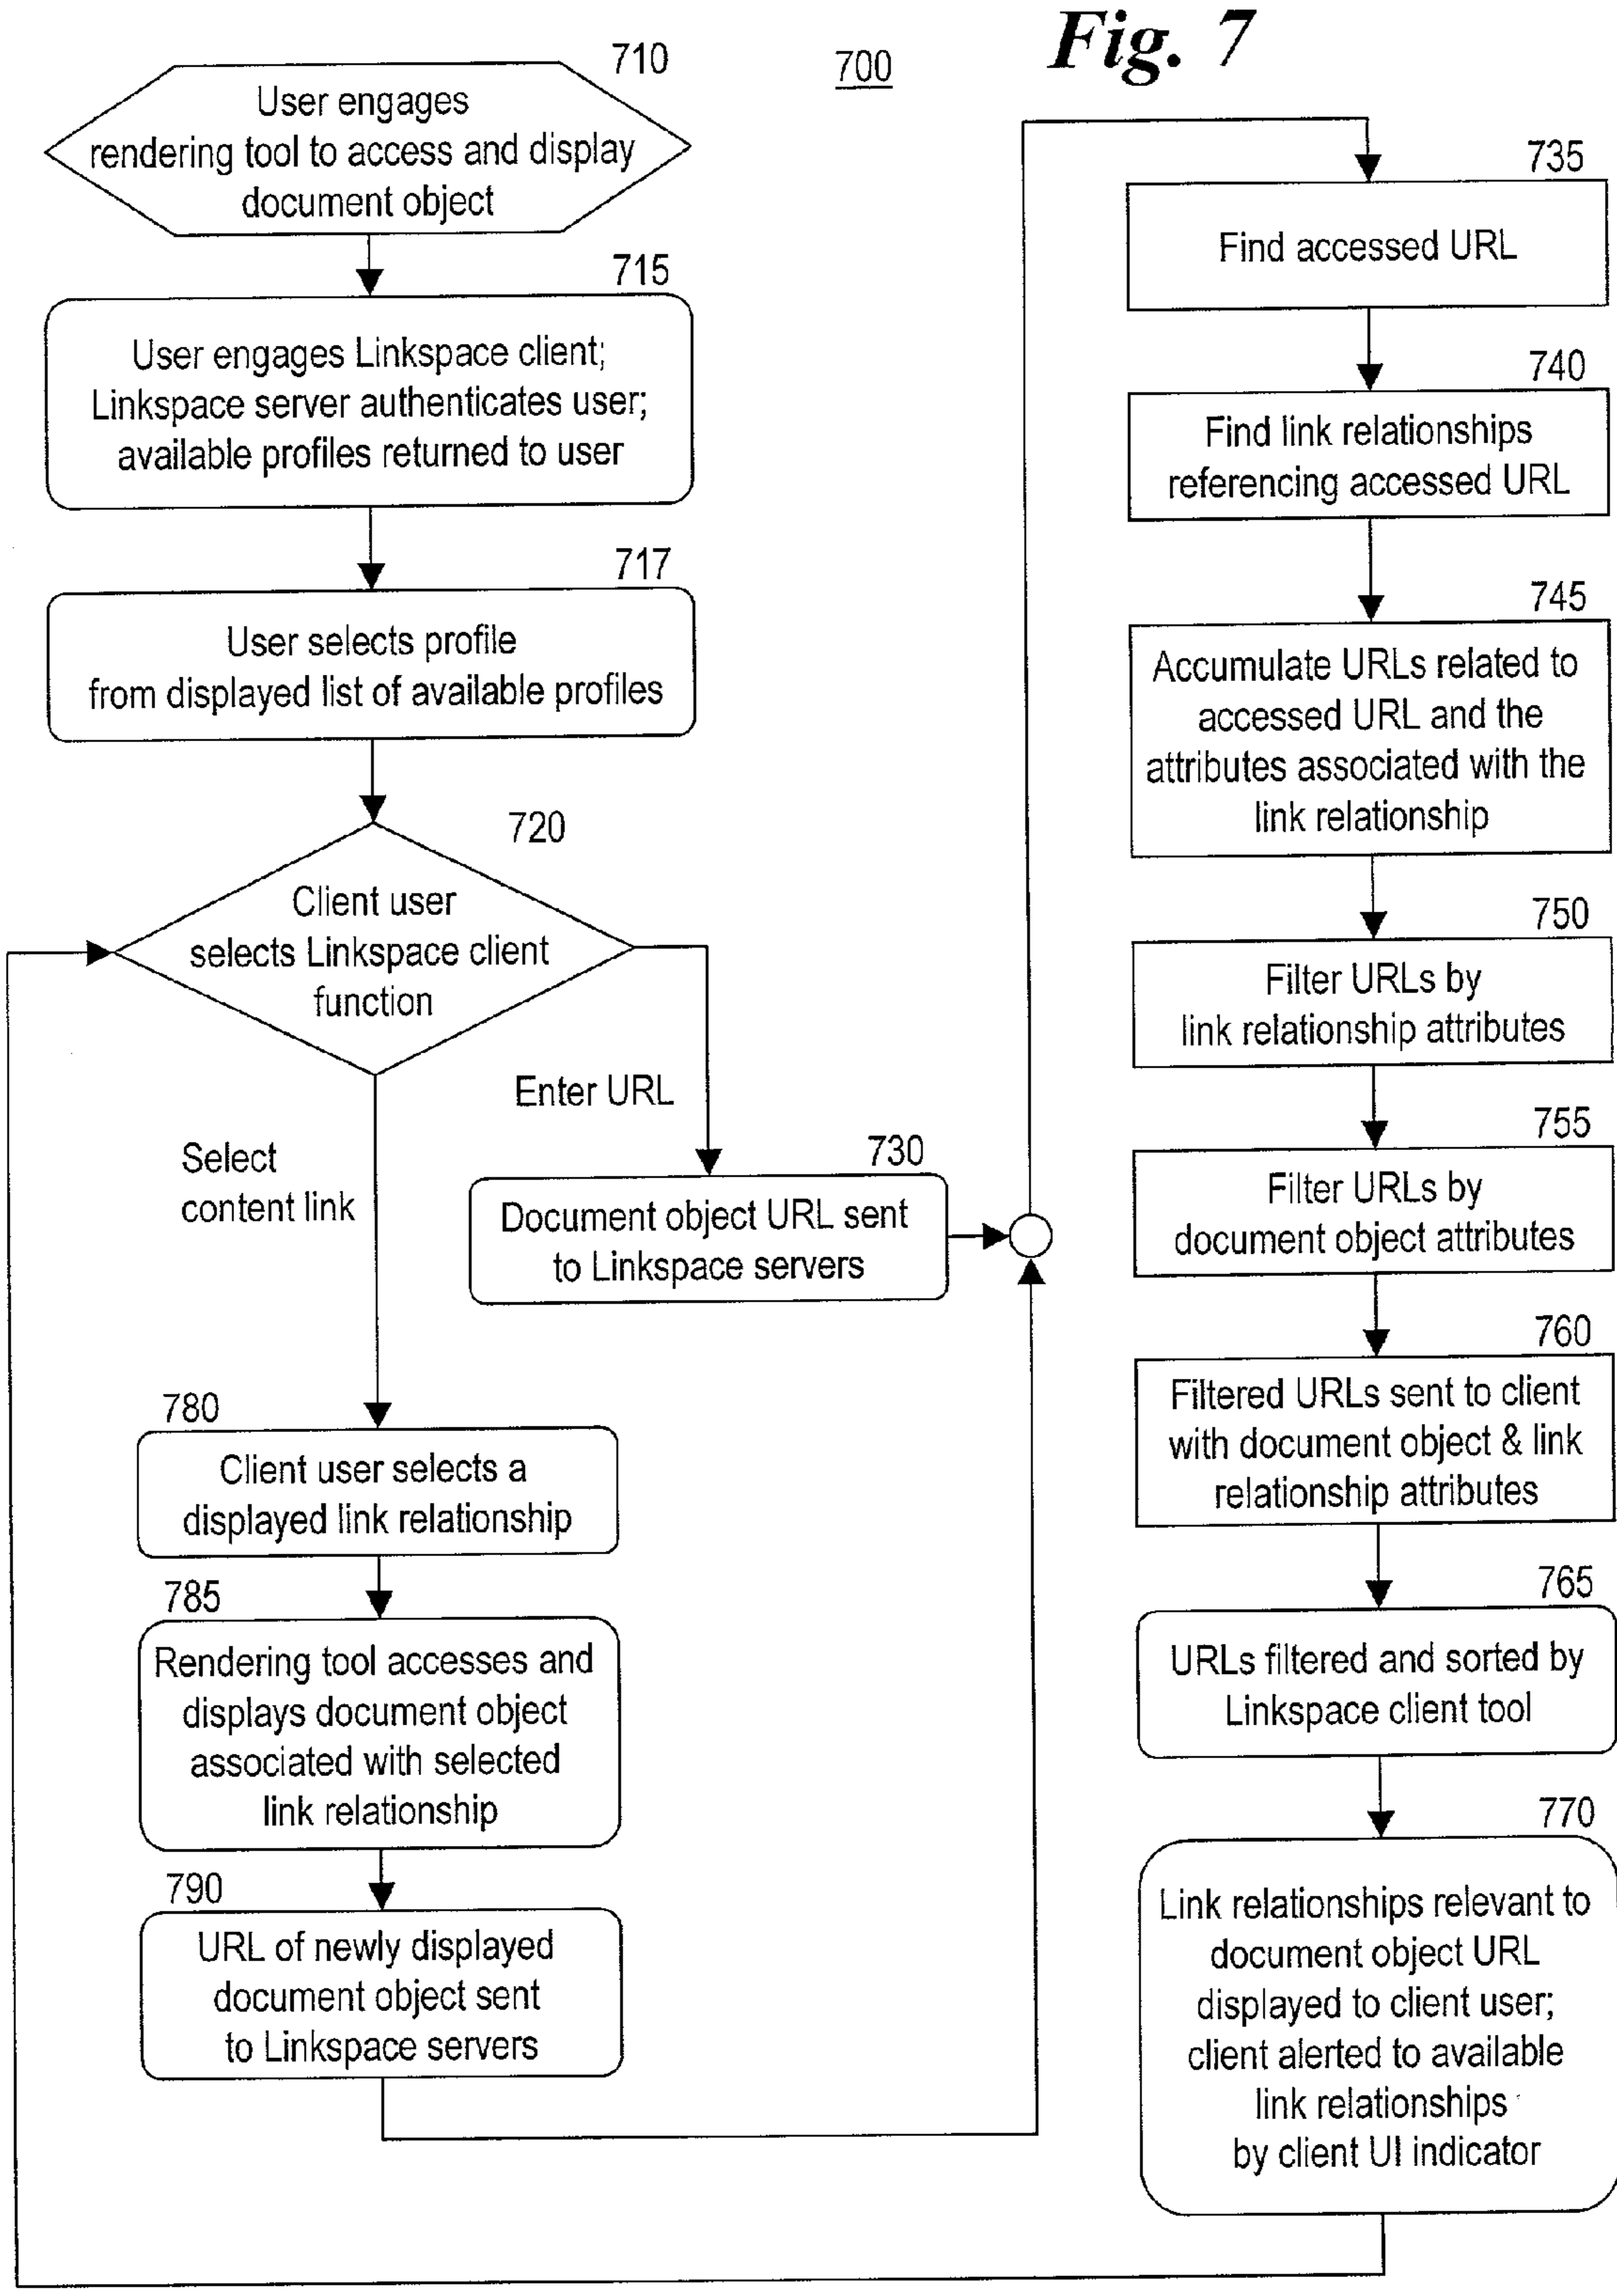 Fig. 7
700
710
User engages
rendering tool to access and display
document object
715
User engages Linkspace client;
Linkspace server authenticates user;
available profiles returned to user
717
User selects profile
from displayed list of available profiles
720
Client user
selects Linkspace client
function
Enter URL
Select
content link
730
Document object URL sent
to Linkspace servers
780
Client user selects a
displayed link relationship
785
Rendering tool accesses and
displays document object
associated with selected
link relationship
790
URL of newly displayed
document object sent
to Linkspace servers
735
Find accessed URL
740
Find link relationships
referencing accessed URL
745
Accumulate URLs related to
accessed URL and the
attributes associated with the
link relationship
750
Filter URLs by
link relationship attributes
755
Filter URLs by
document object attributes
760
Filtered URLs sent to client
with document object & link
relationship attributes
765
URLs filtered and sorted by
Linkspace client tool
770
Link relationships relevant to
document object URL
displayed to client user;
client alerted to available
link relationships
by client UI indicator